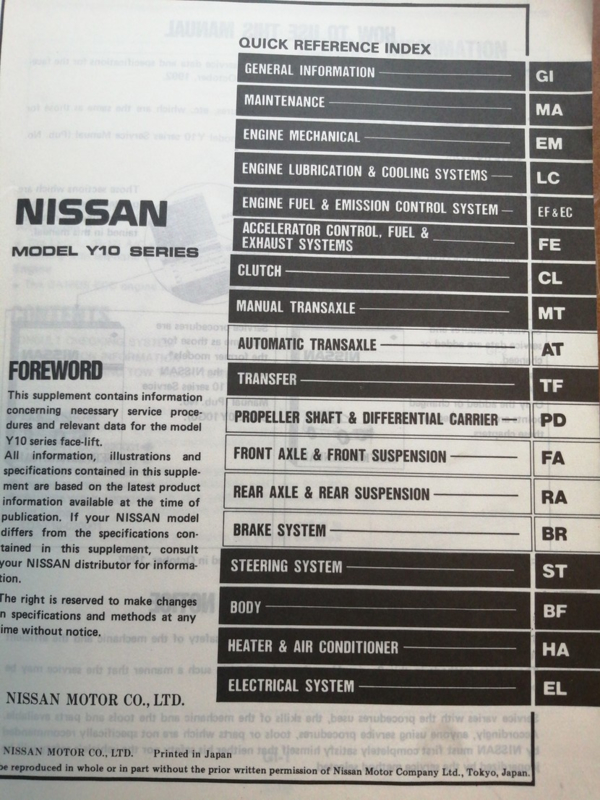 QUICK REFERENCE INDEX
GENERAL INFORMATION GI
MAINTENANCE MA
ENGINE MECHANICAL EM
ENGINE LUBRICATION & COOLING SYSTEMS LC
ENGINE FUEL & EMISSION CONTROL SYSTEM EF & EC
ACCELERATOR CONTROL, FUEL &
EXHAUST SYSTEMS FE
CLUTCH CL
MANUAL TRANSAXLE MT
AUTOMATIC TRANSAXLE AT
TRANSFER TF
PROPELLER SHAFT & DIFFERENTIAL CARRIER PD
FRONT AXLE & FRONT SUSPENSION FA
REAR AXLE & REAR SUSPENSION RA
BRAKE SYSTEM BR
STEERING SYSTEM ST
BODY BF
HEATER & AIR CONDITIONER HA
ELECTRICAL SYSTEM EL
NISSAN
MODEL Y10 SERIES
FOREWORD
This supplement contains information
concerning necessary service proce-
dures and relevant data for the model
Y10 series face-lift.
All information, illustrations and
specifications contained in this supple-
ment are based on the latest product
information available at the time of
publication. If your NISSAN model
differs from the specifications con-
tained in this supplement, consult
your NISSAN distributor for informa-
tion.
The right is reserved to make changes
n specifications and methods at any
ime without notice.
NISSAN MOTOR CO., LTD.
NISSAN MOTOR CO., LTD. Printed in Japan
be reproduced in whole or in part without the prior written permission of Nissan Motor Company Ltd., Tokyo, Japan.